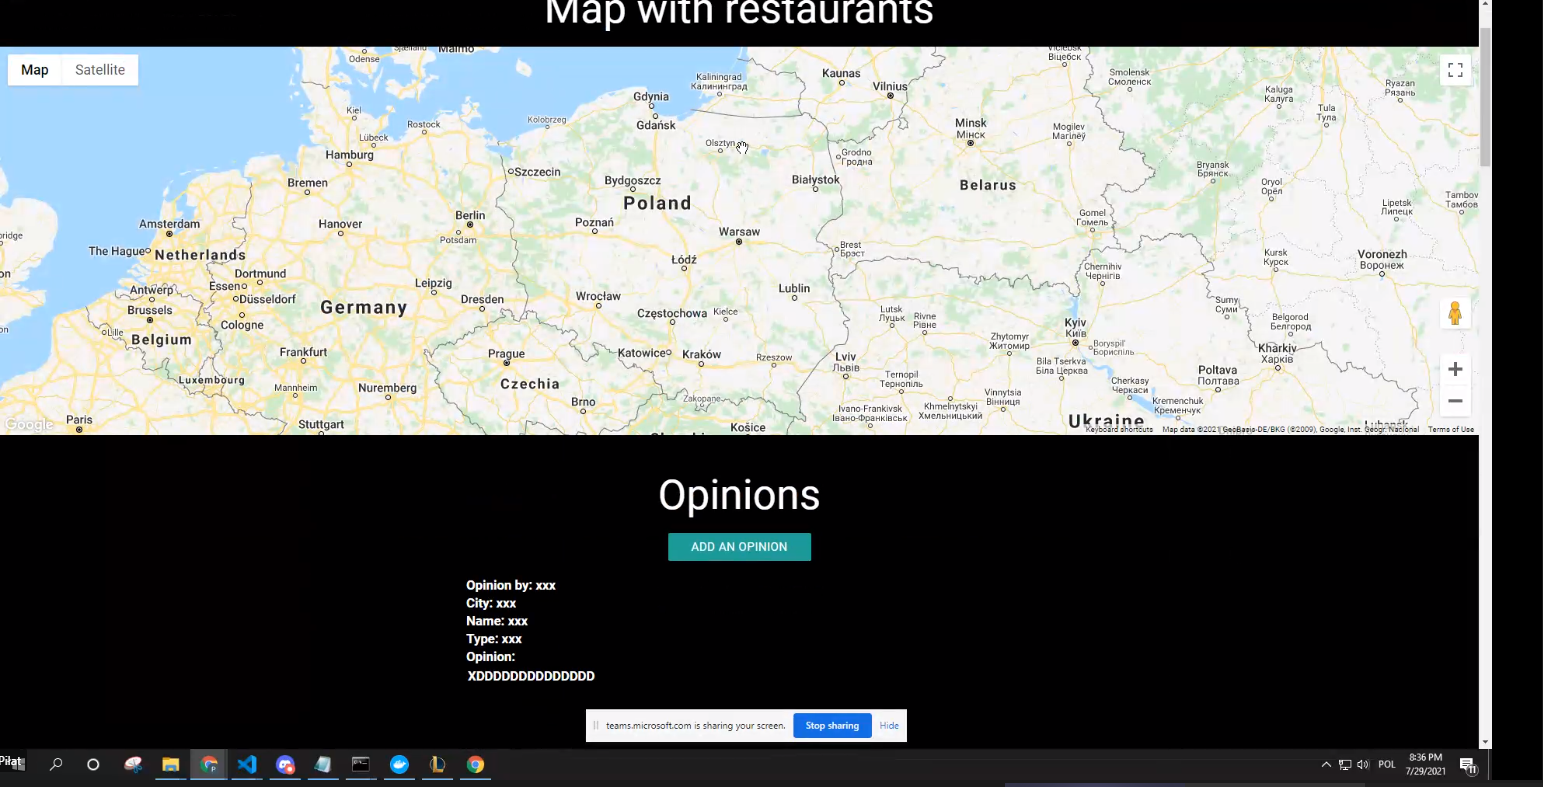 Map with restaurants
Map
Satellite
Odense
Malmö
Kaliningrad
Калининград
Kaunas
Vilnius
Viciebsk
Віцебск
Smolensk
Смоленск
Kaluga
Калуга
Ryazan
Рязань
Tula
Тула
Kiel
Rostock
Kolobrzeg
Gdynia
Gdańsk
Lübeck
Hamburg
Olsztyn
Grodno
Гродна
Minsk
Мінск
Mogilev
Магілёў
Bryansk
Брянск
Bremen
Szczecin
Bydgoszcz
Białystok
Belarus
Oryol
Орёл
Tambov
Тамбов
Lipetsk
Липецк
Poland
Amsterdam
Hanover
Berlin
Potsdam
Poznań
Warsaw
Gomel
Гомель
The Hague
Netherlands
Łódź
Brest
Брэст
Kursk
Курск
Voronezh
Воронеж
Chernihiv
Чернігів
Dortmund
Essen
Düsseldorf
Antwerp
Brussels
Leipzig
Dresden
Germany
Wrocław
Lublin
Częstochowa
Kielce
Lutsk
Луцьк
Rivne
Рівне
Sumy
Суми
Belgorod
Белгород
Cologne
Lille
Belgium
Frankfurt
Prague
Katowice
Kraków
Rzeszow
Lviv
Львів
Zhytomyr
Житомир
Kyiv
Київ
Boryspil'
Бориспіль
Kharkiv
Харків
Luxembourg
Mannheim
Nuremberg
Czechia
Ternopil
Тернопіль
Bila Tserkva
Біла Церква
Cherkasy
Черкаси
Poltava
Полтава
Brno
Zakopane
Vinnytsia
Вінниця
Khmelnytskyi
Хмельницький
Ivano-Frankivsk
Івано-Франківськ
Kremenchuk
Кременчук
Paris
Stuttgart
Košice
Ukraine
Google
Keyboard shortcuts
Map data ©2021 GeoBasis-DE/BKG (©2009), Google, Inst. Geogr. Nacional
Terms of Use
Opinions
ADD AN OPINION
Opinion by: xxx
City: xxx
Name: xxx
Type: xxx
Opinion:
XDDDDDDDDDDDDDD
teams.microsoft.com is sharing your screen.
Stop sharing
Hide
Piłat
POL
8:36 PM
7/29/2021
11